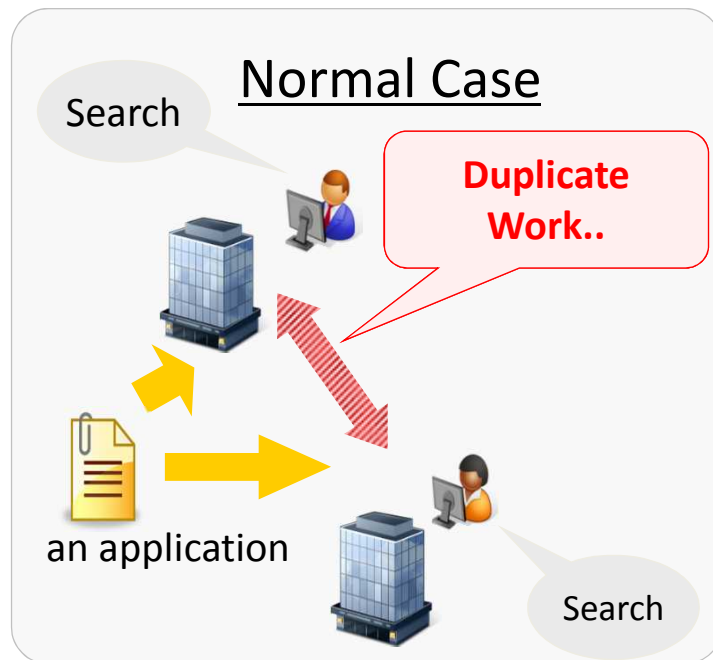 Normal Case
Search
Duplicate
Work..
an application
Search